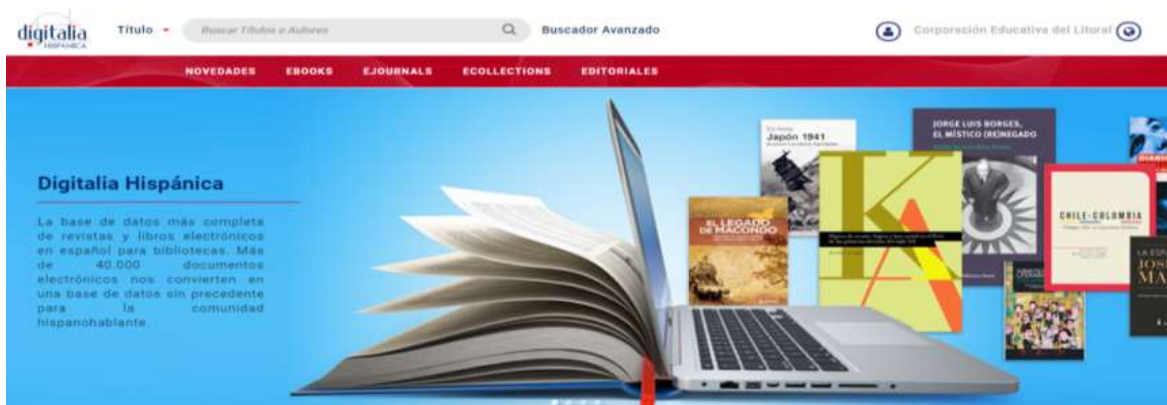 digitalia
HISPÁNICA
Título
Buscar Títulos o Autores
Buscador Avanzado
Corporación Educativa del Litoral
NOVEDADES EBOOKS EJOURNALS ECOLLECTIONS EDITORIALES
Digitalia Hispánica
La base de datos más completa
de revistas y libros electrónicos
en español para bibliotecas. Más
de 40.000 documentos
electrónicos nos convierten en
una base de datos sin precedente
para la comunidad
hispanohablante.
Japón 1941
JORGE LUIS BORGES,
EL MÍSTICO (RE)NEGADO
EL LEGADO
DE MACONDO
K
A
CHILE-COLOMBIA